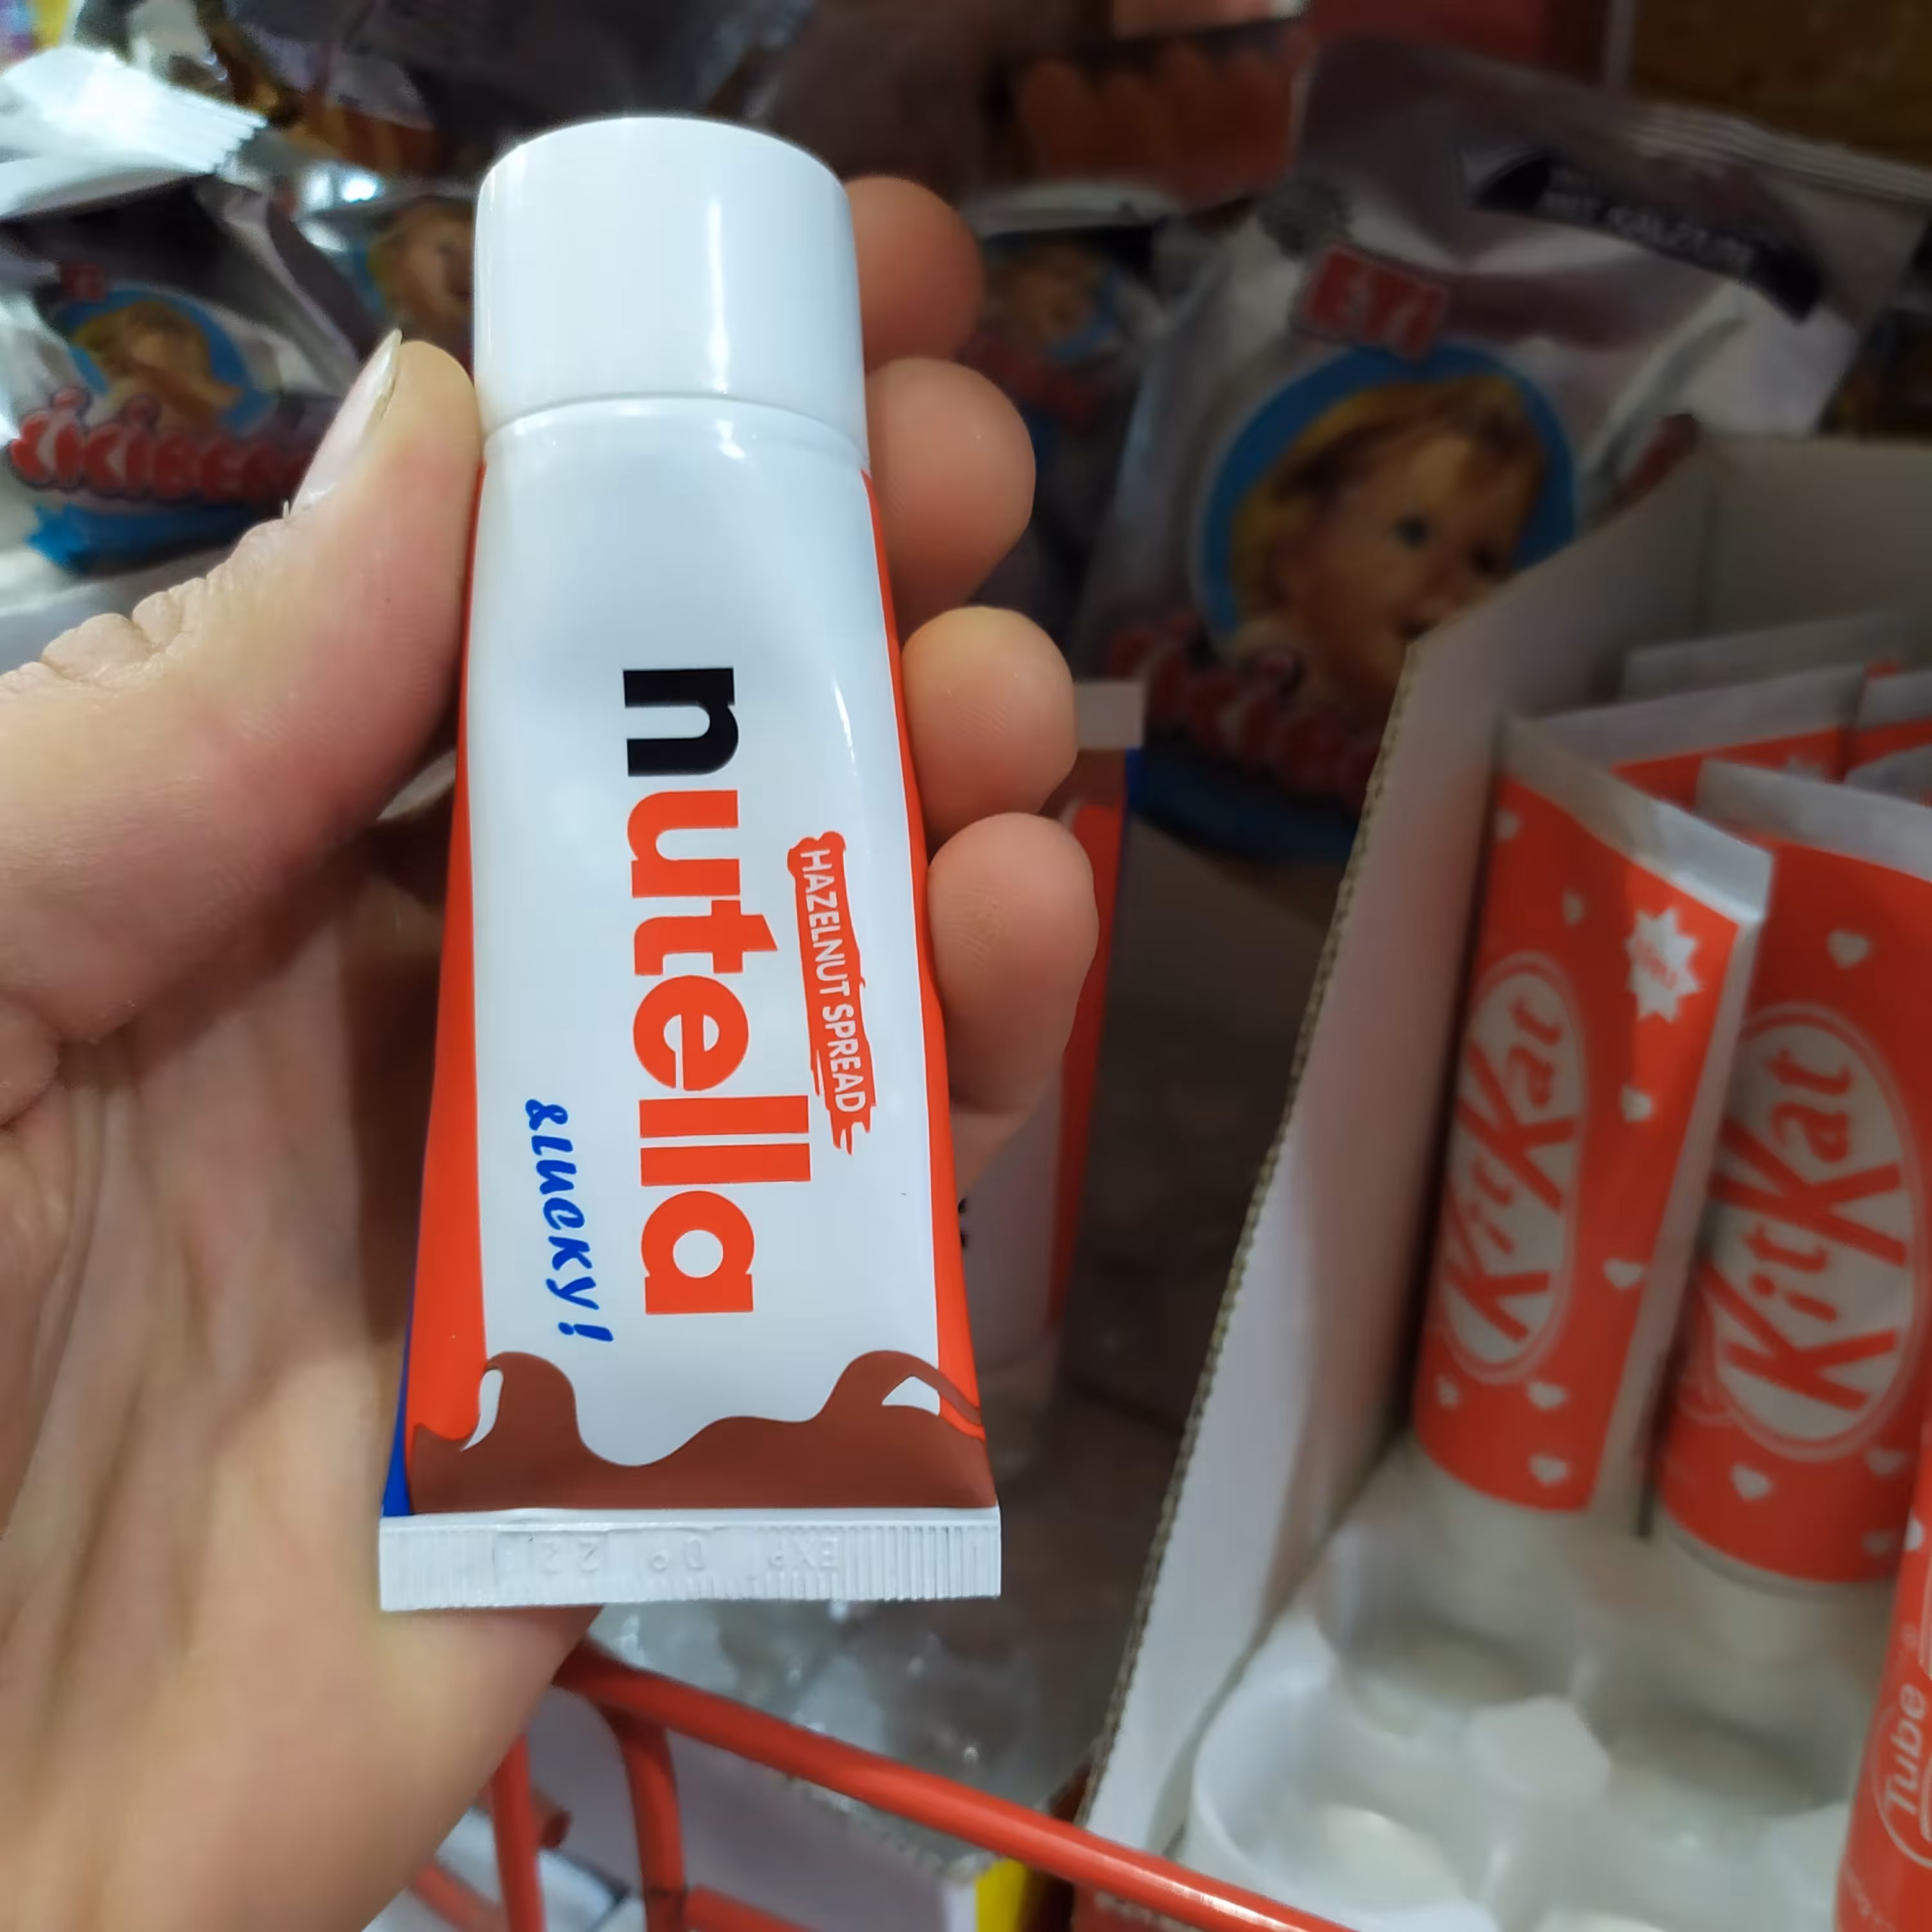 nutella
HAZELNUT SPREAD
&LUCKY!
EXP 09 22
ETi
KitKat
KitKat
Tube